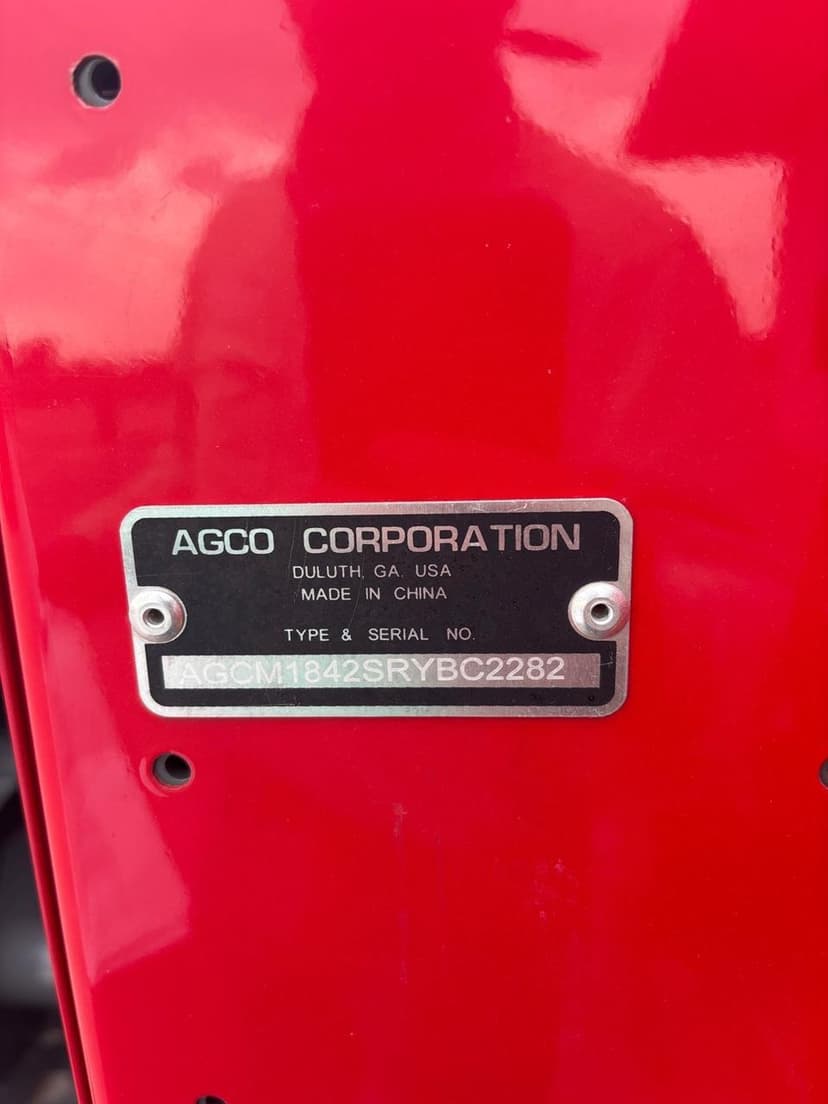 AGCO CORPORATION
DULUTH, GA. USA
MADE IN CHINA
TYPE & SERIAL NO.
AGCM1842SRYBC2282